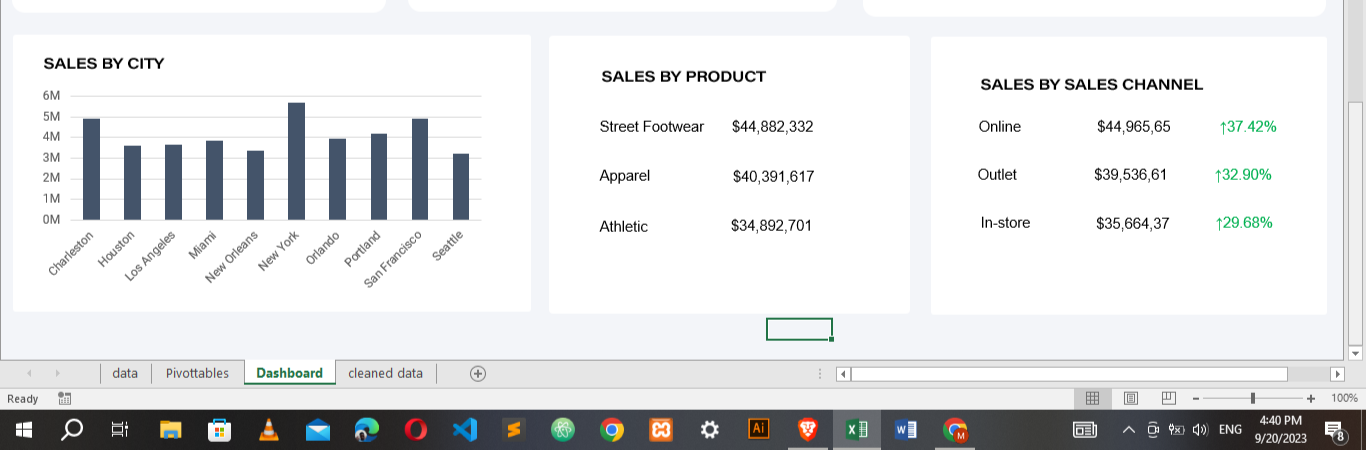 SALES BY CITY
6M
5M
4M
3M
2M
1M
0M
Charleston
Houston
Los Angeles
Miami
New Orleans
New York
Orlando
Portland
San Francisco
Seattle
SALES BY PRODUCT
Street Footwear $44,882,332
Apparel $40,391,617
Athletic $34,892,701
SALES BY SALES CHANNEL
Online $44,965,65 ↑37.42%
Outlet $39,536,61 ↑32.90%
In-store $35,664,37 ↑29.68%
data Pivottables Dashboard cleaned data
Ready 100%
Ai X W M ENG 4:40 PM
9/20/2023 8